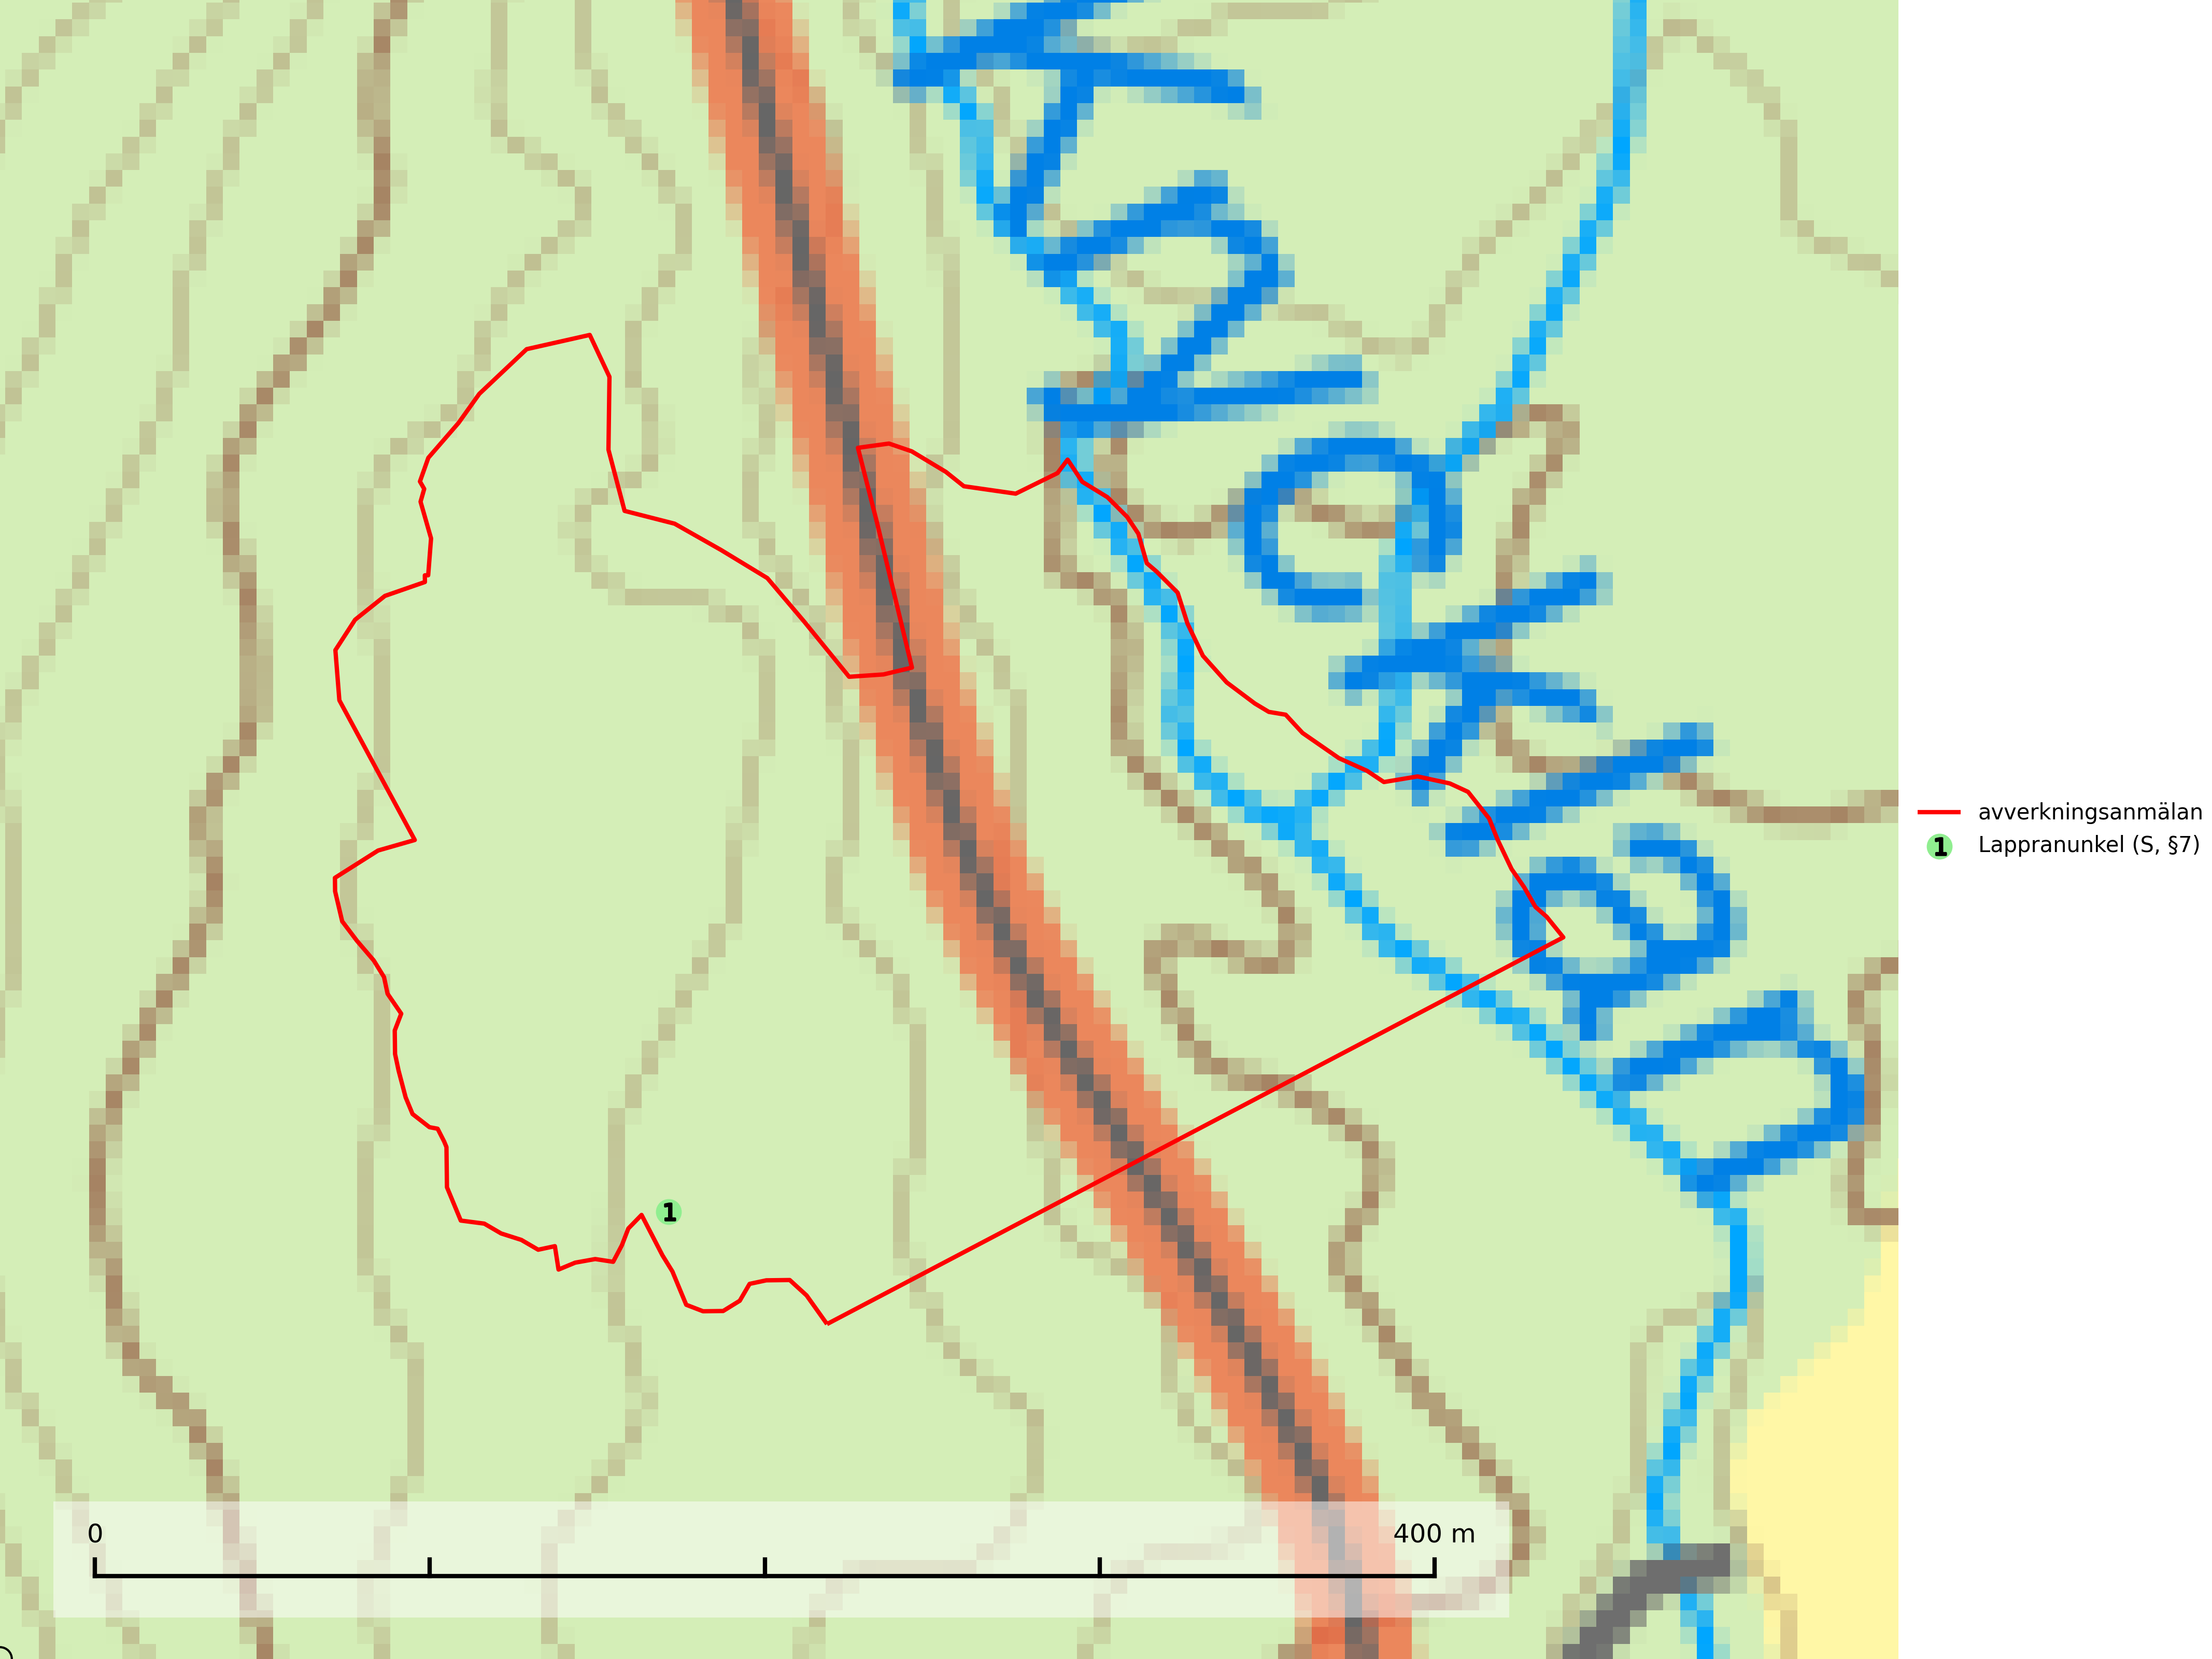 avverkningsanmälan
1 Lappranunkel (S, §7)
1
0 400 m